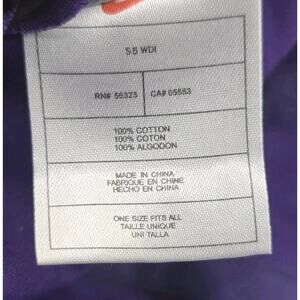 S5 WDI
RN# 56323 CA# 05553
100% COTTON
100% COTON
100% ALGODON
MADE IN CHINA
FABRIQUE EN CHINE
HECHO EN CHINA
ONE SIZE FITS ALL
TAILLE UNIQUE
UNI TALLA